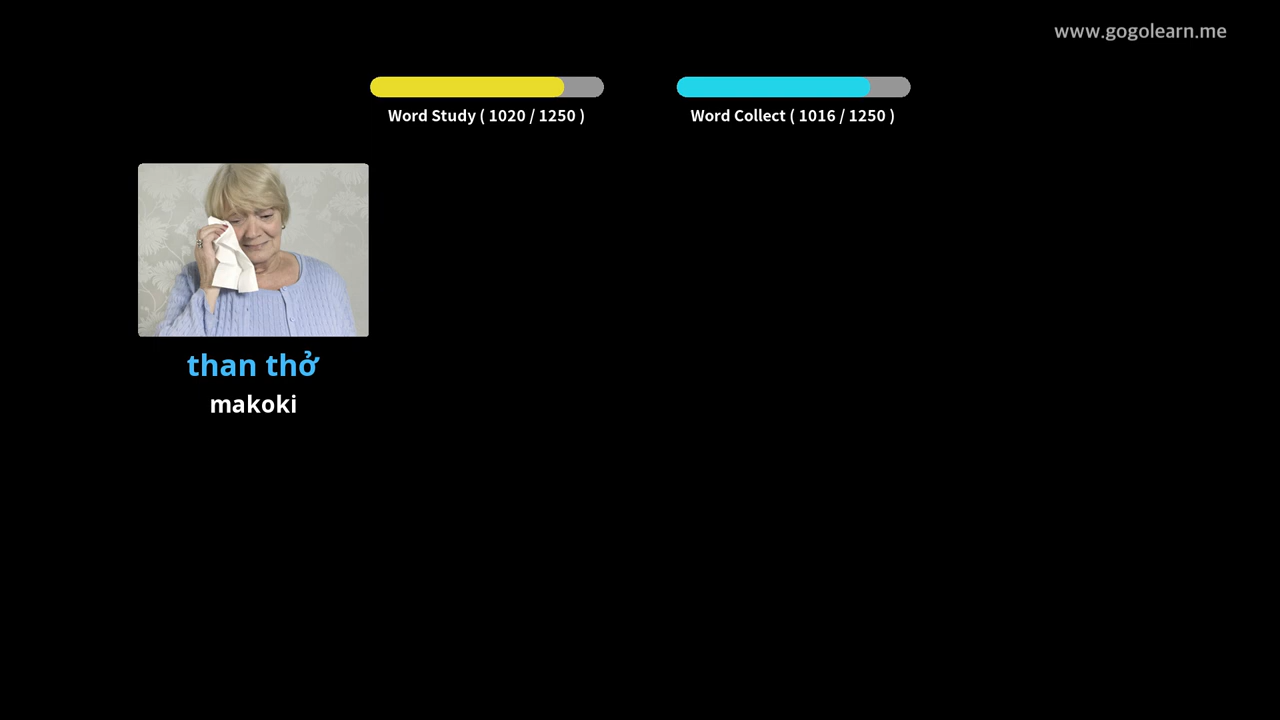 www.gogolearn.me
Word Study ( 1020 / 1250 )
Word Collect ( 1016 / 1250 )
than thở
makoki